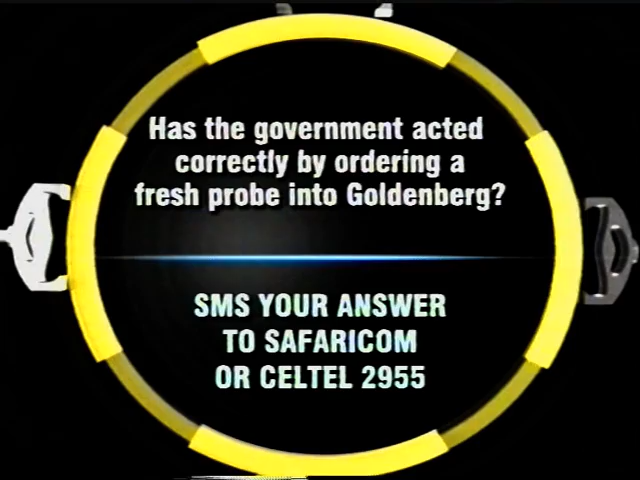 Has the government acted
correctly by ordering a
fresh probe into Goldenberg?
SMS YOUR ANSWER
TO SAFARICOM
OR CELTEL 2955